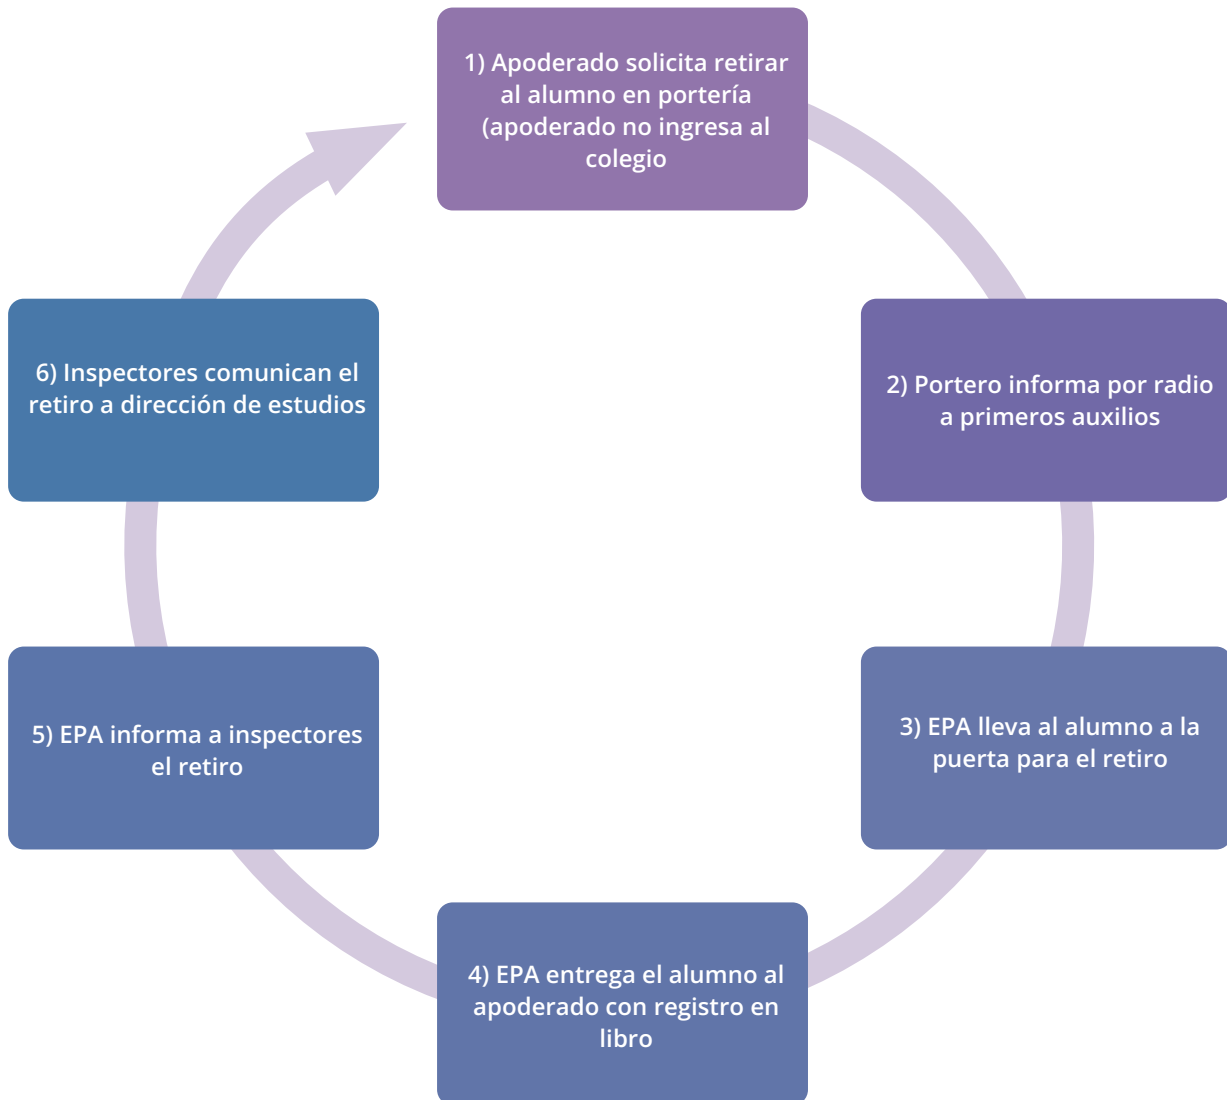 1) Apoderado solicita retirar
al alumno en portería
(apoderado no ingresa al
colegio
2) Portero informa por radio
a primeros auxilios
3) EPA lleva al alumno a la
puerta para el retiro
4) EPA entrega el alumno al
apoderado con registro en
libro
5) EPA informa a inspectores
el retiro
6) Inspectores comunican el
retiro a dirección de estudios